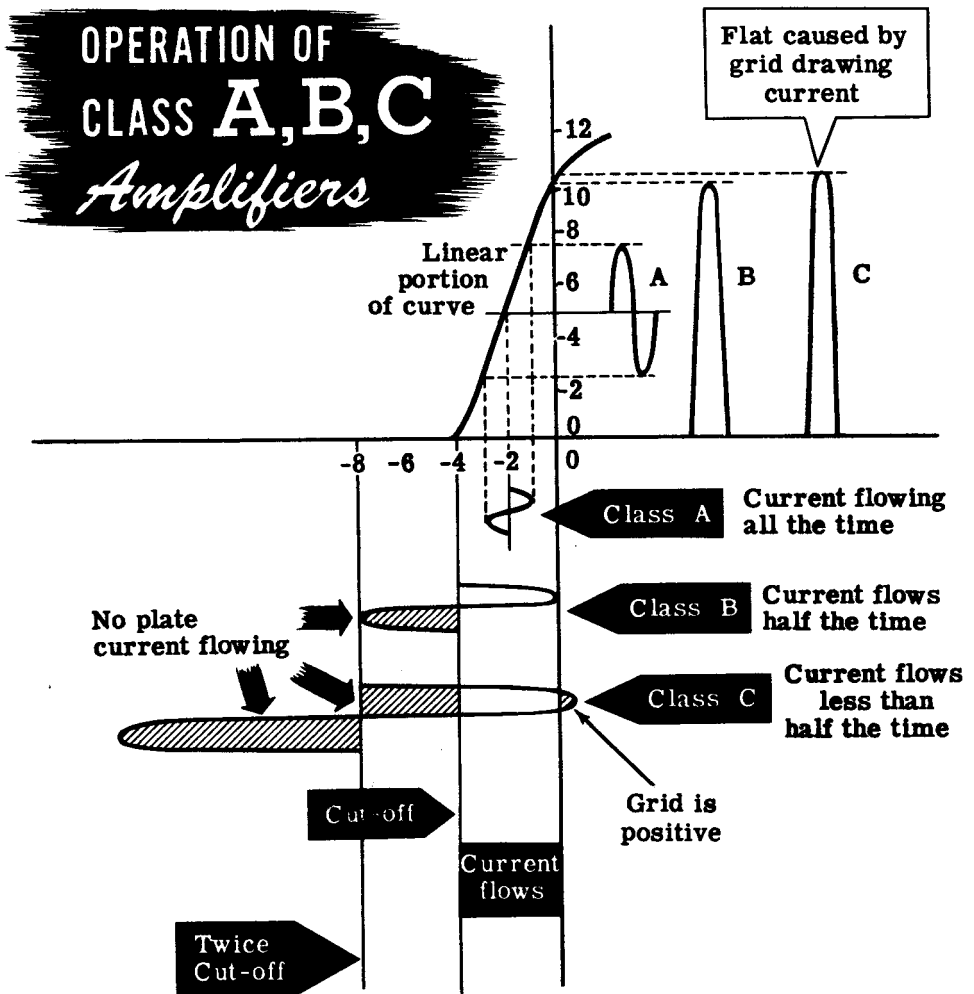 OPERATION OF
CLASS A, B, C
Amplifiers
Flat caused by
grid drawing
current
Linear
portion
of curve
-12
10
-8
-6
-4
-2
0
A
B
C
-8
-6
-4
-2
0
Class A
Current flowing
all the time
No plate
current flowing
Class B
Current flows
half the time
Class C
Current flows
less than
half the time
Cut-off
Grid is
positive
Current
flows
Twice
Cut-off